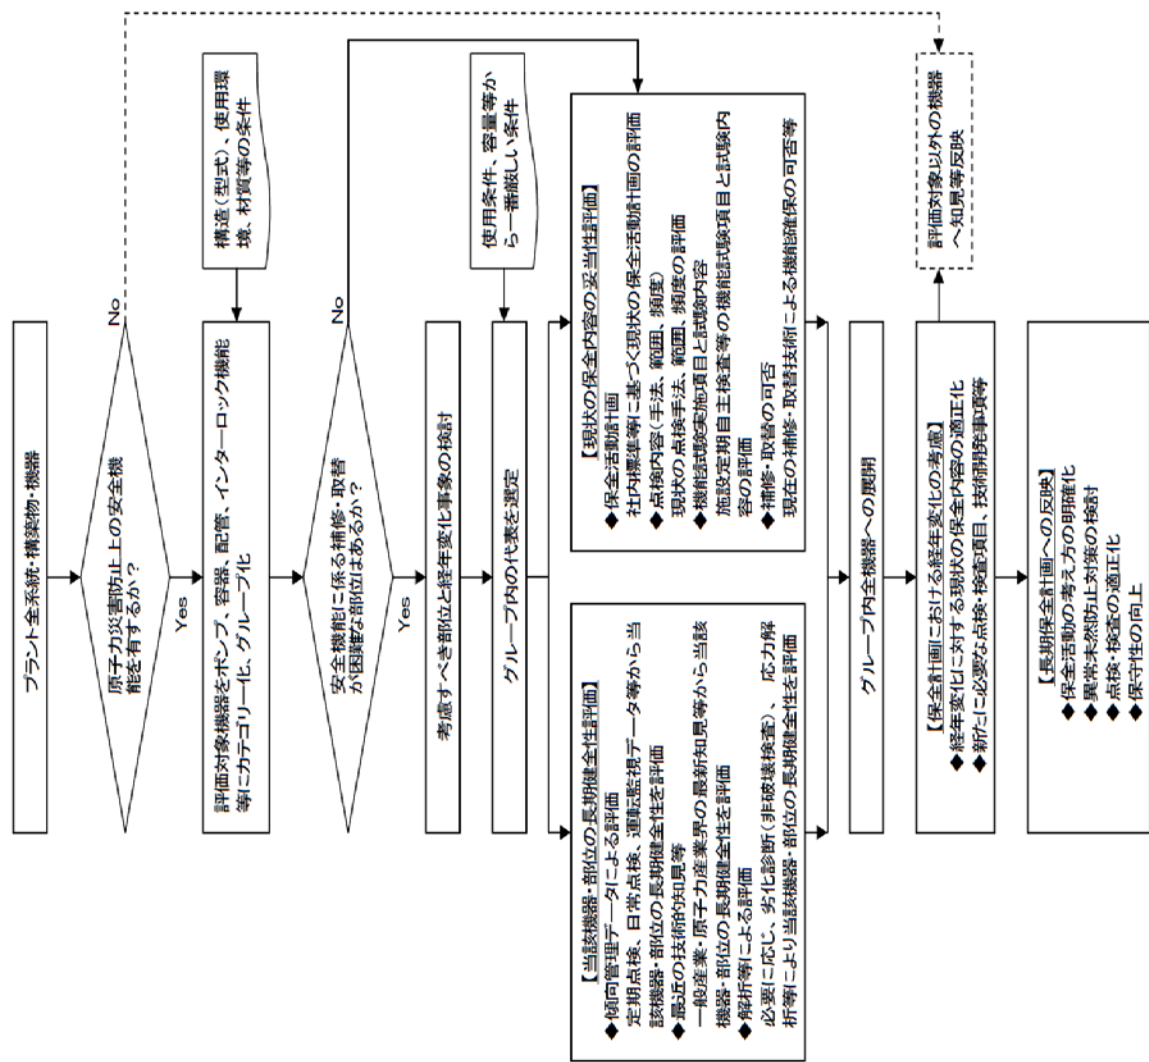 プラント全系統・構築物・機器
原子力災害防止上の安全機
能を有するか？
No
Yes
構造（型式）、使用環
境、材質等の条件
評価対象機器をポンプ、容器、配管、インターロック機能
等にカテゴリー化、グループ化
安全機能に係る補修・取替
が困難な部位はあるか？
No
Yes
考慮すべき部位と経年変化事象の検討
使用条件、容量等か
ら一番厳しい条件
グループ内の代表を選定
【当該機器・部位の長期健全性評価】
◆傾向管理データによる評価
定期点検、日常点検、運転監視データ等から当
該機器・部位の長期健全性を評価
◆最近の技術的知見等
一般産業・原子力産業界の最新知見等から当該
機器・部位の長期健全性を評価
◆解析等による評価
必要に応じ、劣化診断（非破壊検査）、応力解
析等により当該機器・部位の長期健全性を評価
【現状の保全内容の妥当性評価】
◆保全活動計画
社内標準等に基づく現状の保全活動計画の評価
◆点検内容（手法、範囲、頻度）
現状の点検手法、範囲、頻度の評価
◆機能試験実施項目と試験内容
施設定期自主検査等の機能試験項目と試験内
容の評価
◆補修・取替の可否
現在の補修・取替技術による機能確保の可否等
グループ内全機器への展開
【保全計画における経年変化の考慮】
◆経年変化に対する現状の保全内容の適正化
◆新たに必要な点検・検査項目、技術開発事項等
評価対象以外の機器
へ知見等反映
【長期保全計画への反映】
◆保全活動の考え方の明確化
◆異常未然防止対策の検討
◆点検・検査の適正化
◆保守性の向上